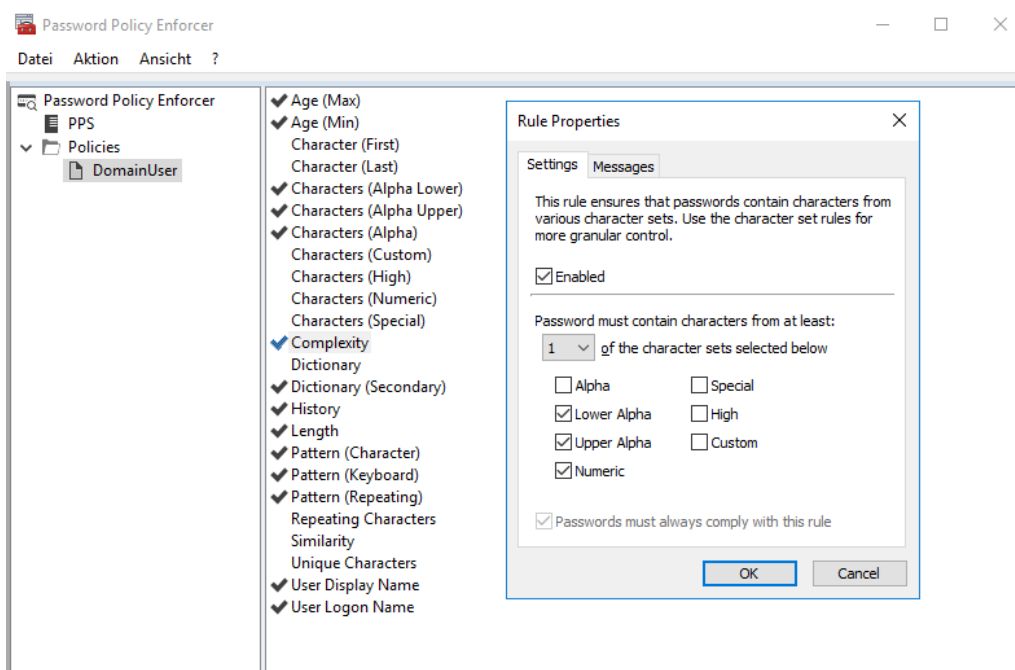 Password Policy Enforcer
Datei Aktion Ansicht ?
Password Policy Enforcer
PPS
Policies
DomainUser
Age (Max)
Age (Min)
Character (First)
Character (Last)
Characters (Alpha Lower)
Characters (Alpha Upper)
Characters (Alpha)
Characters (Custom)
Characters (High)
Characters (Numeric)
Characters (Special)
Complexity
Dictionary
Dictionary (Secondary)
History
Length
Pattern (Character)
Pattern (Keyboard)
Pattern (Repeating)
Repeating Characters
Similarity
Unique Characters
User Display Name
User Logon Name
Rule Properties
Settings Messages
This rule ensures that passwords contain characters from
various character sets. Use the character set rules for
more granular control.
Enabled
Password must contain characters from at least:
1 of the character sets selected below
Alpha Special
Lower Alpha High
Upper Alpha Custom
Numeric
Passwords must always comply with this rule
OK Cancel